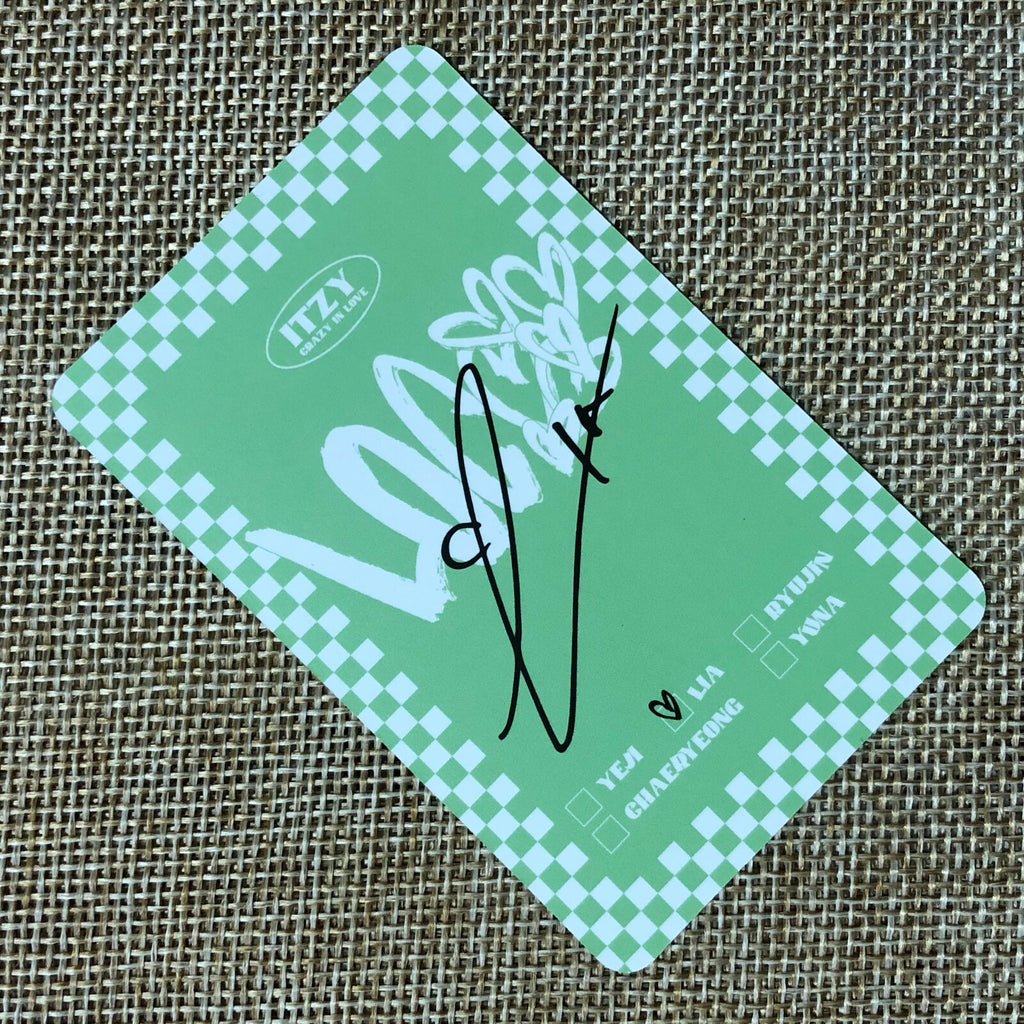 ITZY
CRAZY IN LOVE
YEJI
LIA
RYUJIN
CHAERYEONG
YUNA